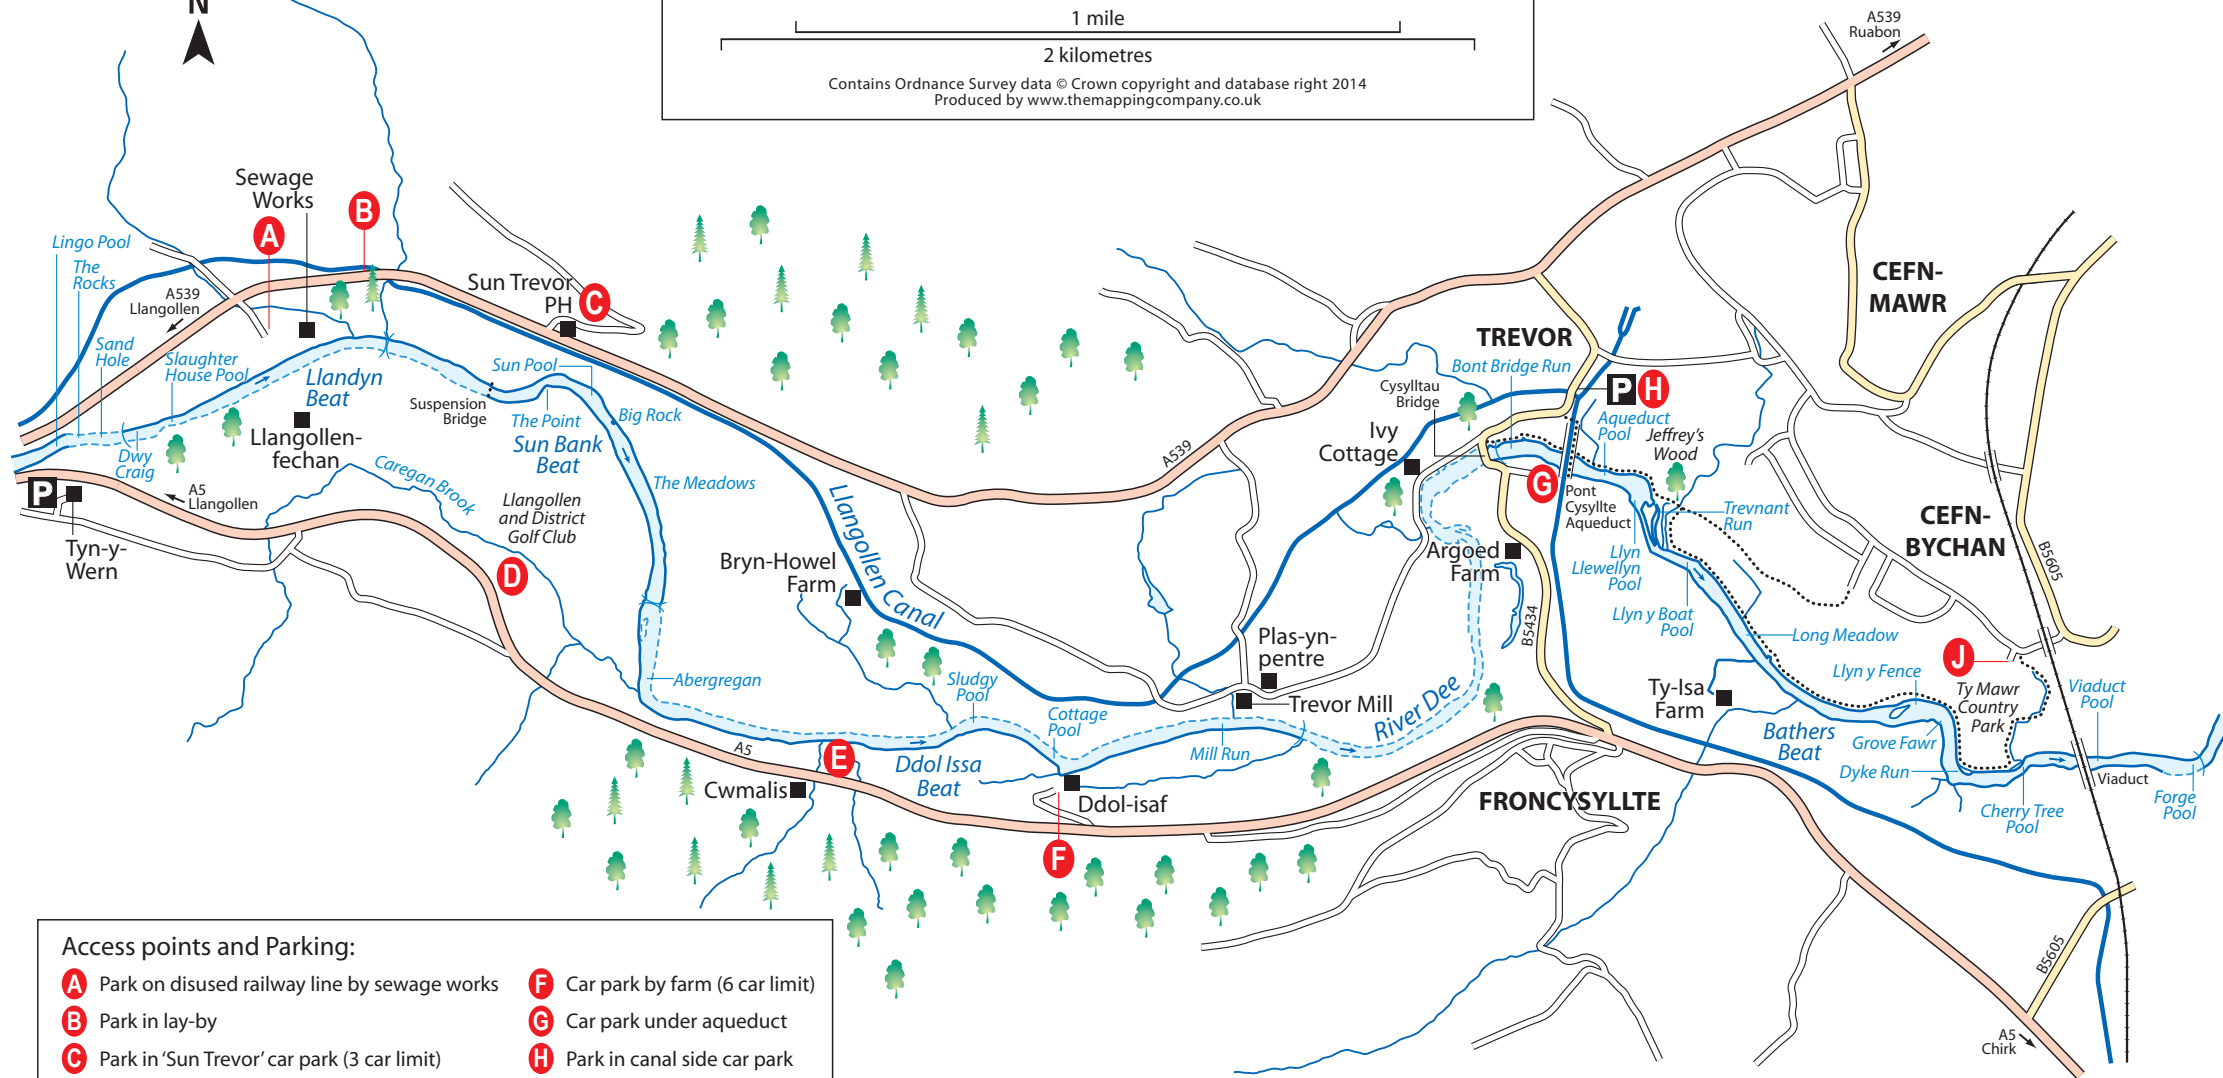 N
1 mile
2 kilometres
Contains Ordnance Survey data © Crown copyright and database right 2014
Produced by www.themappingcompany.co.uk
A539
Ruabon
Sewage
Works
B
A
Lingo Pool
The
Rocks
A539
Llangollen
Sun Trevor
PH
C
Sand
Hole
Slaughter
House Pool
Llandyn
Beat
Suspension
Bridge
Sun Pool
The Point
Big Rock
Sun Bank
Beat
Dwy
Craig
Llangollen-
fechan
Caregan Brook
The Meadows
P
A5
Llangollen
Llangollen
and District
Golf Club
Tyn-y-
Wern
D
Bryn-Howel
Farm
Llangollen Canal
A539
Abergregan
Sludgy
Pool
Cottage
Pool
A5
E
Cwmalis
Ddol Issa
Beat
Ddol-isaf
F
Plas-yn-
pentre
Trevor Mill
Mill Run
River Dee
CEFN-
MAWR
TREVOR
Bont Bridge Run
Cysylltau
Bridge
P
H
Ivy
Cottage
Aqueduct
Pool
Jeffrey's
Wood
G
Pont
Cysyllte
Aqueduct
Trevnant
Run
Argoed
Farm
Llyn
Llewellyn
Pool
CEFN-
BYCHAN
B5605
B5434
Llyn y Boat
Pool
Long Meadow
J
Llyn y Fence
Ty-Isa
Farm
Ty Mawr
Country
Park
Viaduct
Pool
Bathers
Beat
Grove Fawr
Dyke Run
Viaduct
Cherry Tree
Pool
Forge
Pool
FRONCYSYLLTE
B5605
A5
Chirk
Access points and Parking:
A Park on disused railway line by sewage works
B Park in lay-by
C Park in 'Sun Trevor' car park (3 car limit)
F Car park by farm (6 car limit)
G Car park under aqueduct
H Park in canal side car park